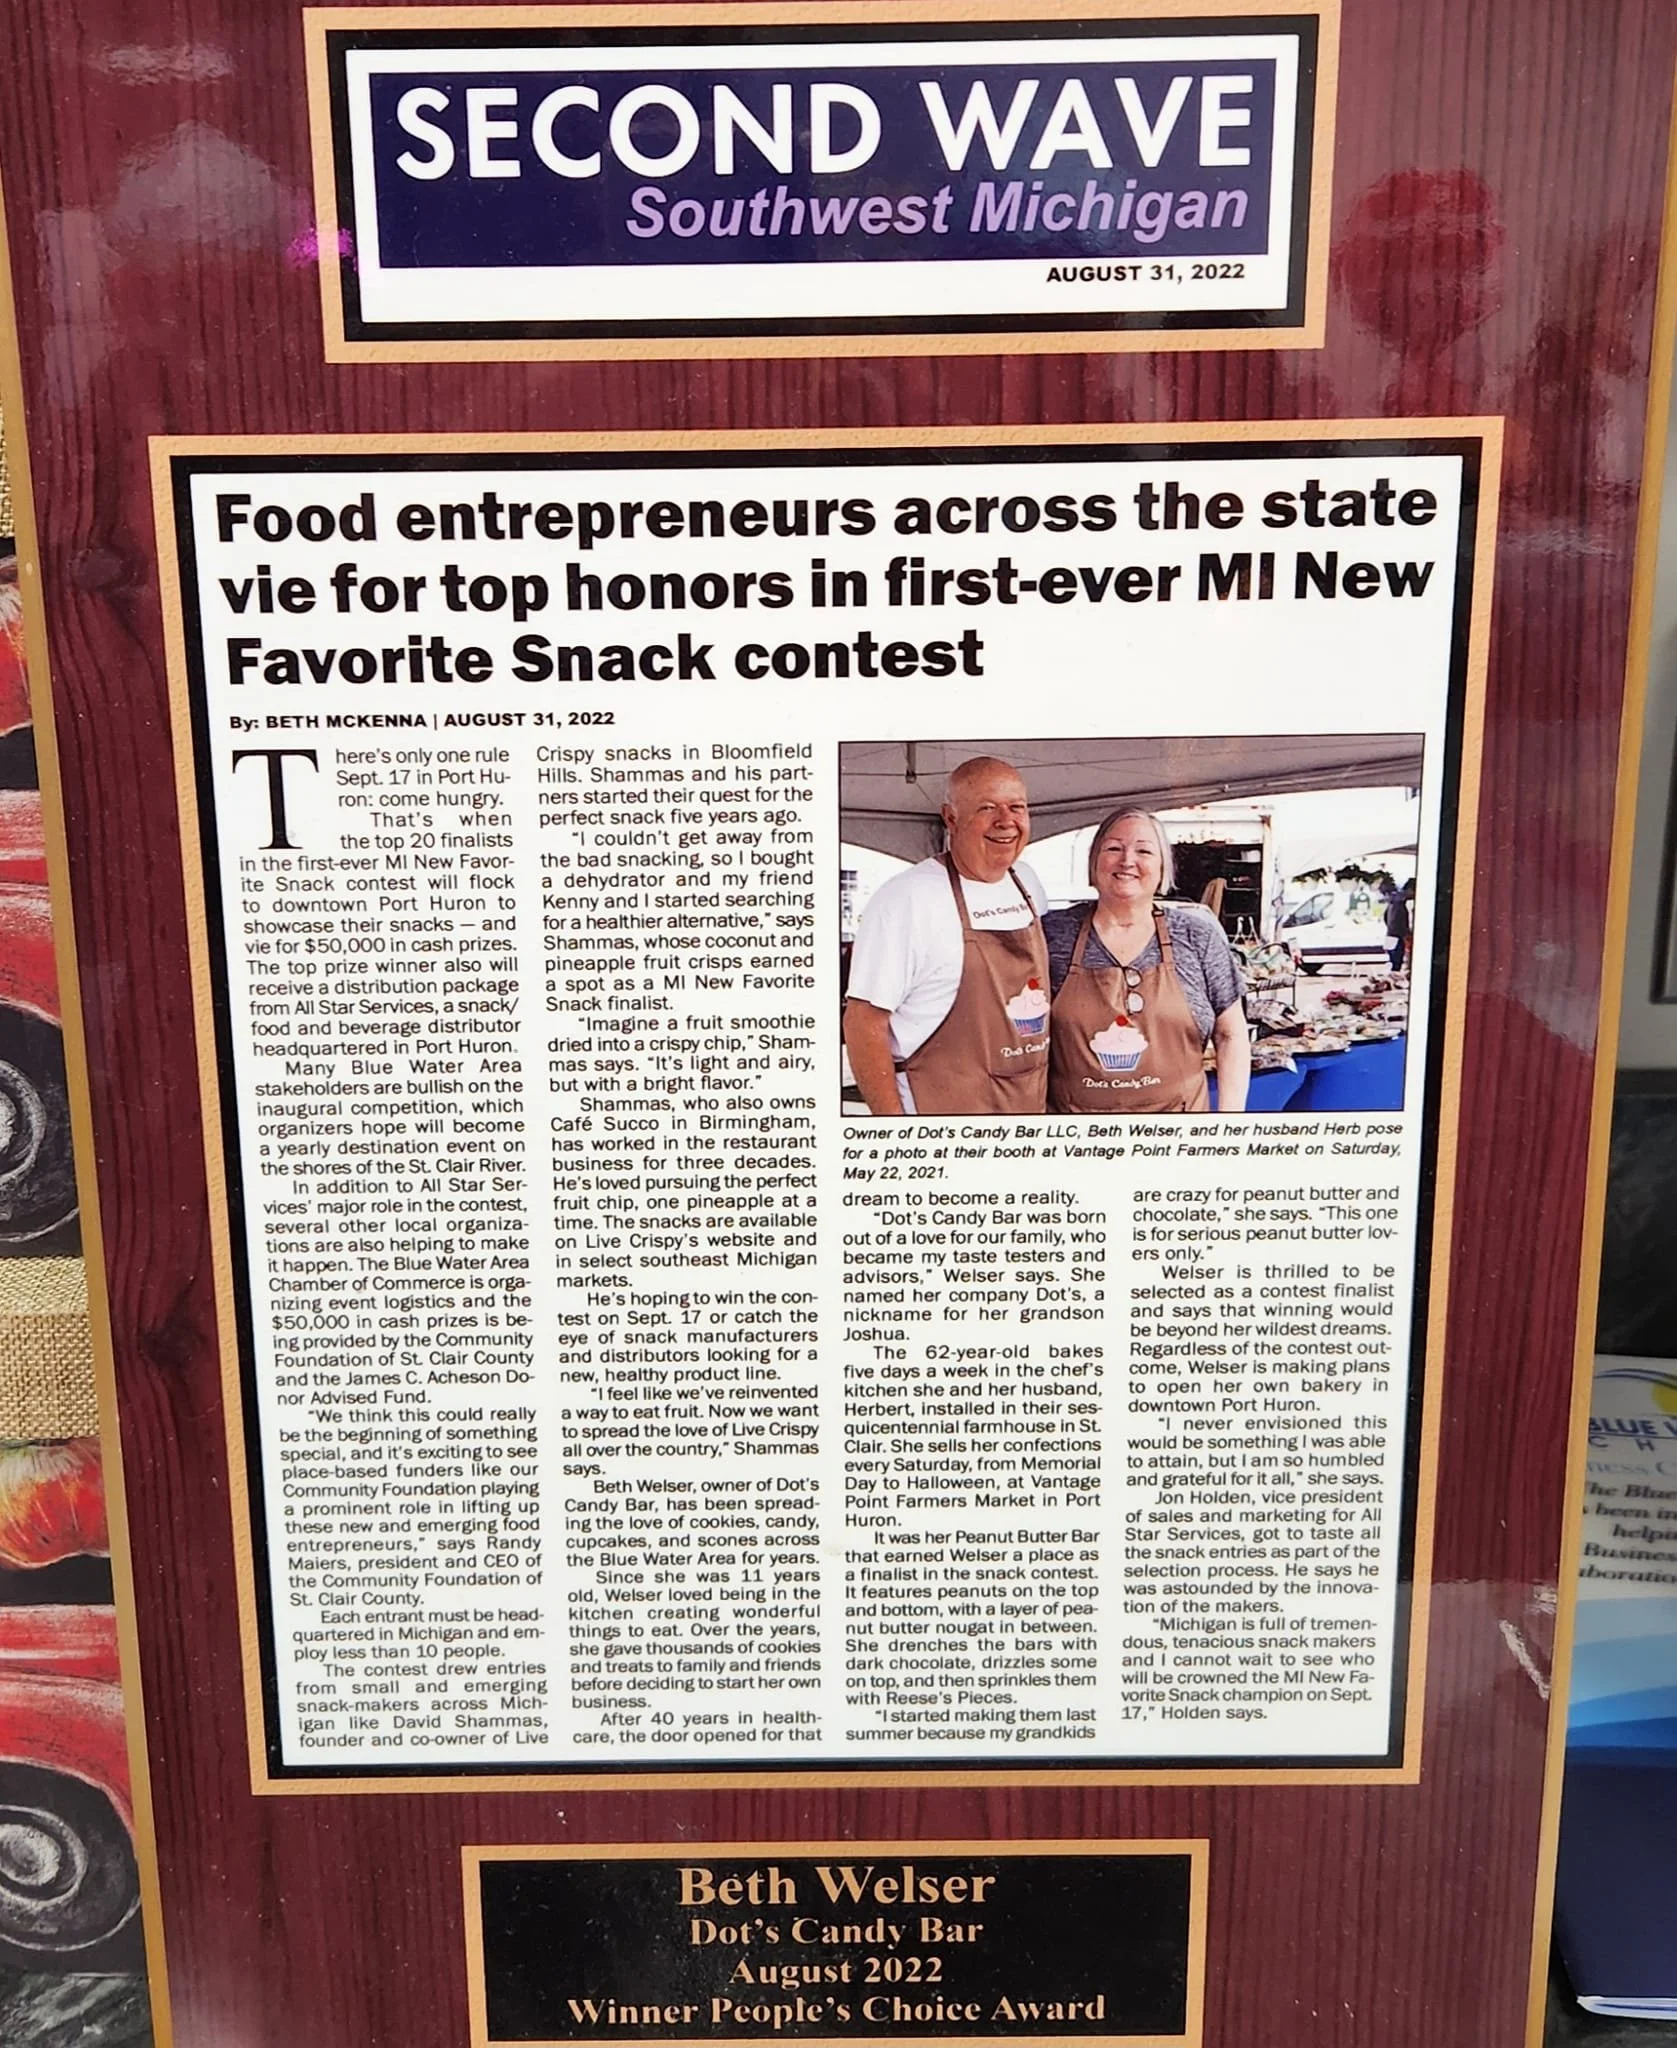 SECOND WAVE
Southwest Michigan
AUGUST 31, 2022
Food entrepreneurs across the state
vie for top honors in first-ever MI New
Favorite Snack contest
By: BETH MCKENNA | AUGUST 31, 2022
There's only one rule
Sept. 17 in Port Hu-
ron: come hungry.
That's when
the top 20 finalists
in the first-ever MI New Favor-
ite Snack contest will flock
to downtown Port Huron to
showcase their snacks — and
vie for $50,000 in cash prizes.
The top prize winner also will
receive a distribution package
from All Star Services, a snack/
food and beverage distributor
headquartered in Port Huron.
Many Blue Water Area
stakeholders are bullish on the
inaugural competition, which
organizers hope will become
a yearly destination event on
the shores of the St. Clair River.
In addition to All Star Ser-
vices' major role in the contest,
several other local organiza-
tions are also helping to make
it happen. The Blue Water Area
Chamber of Commerce is orga-
nizing event logistics and the
$50,000 in cash prizes is be-
ing provided by the Community
Foundation of St. Clair County
and the James C. Acheson Do-
nor Advised Fund.
"We think this could really
be the beginning of something
special, and it's exciting to see
place-based funders like our
Community Foundation playing
a prominent role in lifting up
these new and emerging food
entrepreneurs," says Randy
Maiers, president and CEO of
the Community Foundation of
St. Clair County.
Each entrant must be head-
quartered in Michigan and em-
ploy less than 10 people.
The contest drew entries
from small and emerging
snack-makers across Mich-
igan like David Shammas,
founder and co-owner of Live
Crispy snacks in Bloomfield
Hills. Shammas and his part-
ners started their quest for the
perfect snack five years ago.
"I couldn't get away from
the bad snacking, so I bought
a dehydrator and my friend
Kenny and I started searching
for a healthier alternative," says
Shammas, whose coconut and
pineapple fruit crisps earned
a spot as a MI New Favorite
Snack finalist.
"Imagine a fruit smoothie
dried into a crispy chip," Sham-
mas says. "It's light and airy,
but with a bright flavor."
Shammas, who also owns
Café Succo in Birmingham,
has worked in the restaurant
business for three decades.
He's loved pursuing the perfect
fruit chip, one pineapple at a
time. The snacks are available
on Live Crispy's website and
in select southeast Michigan
markets.
He's hoping to win the con-
test on Sept. 17 or catch the
eye of snack manufacturers
and distributors looking for a
new, healthy product line.
"I feel like we've reinvented
a way to eat fruit. Now we want
to spread the love of Live Crispy
all over the country," Shammas
says.
Beth Welser, owner of Dot's
Candy Bar, has been spread-
ing the love of cookies, candy,
cupcakes, and scones across
the Blue Water Area for years.
Since she was 11 years
old, Welser loved being in the
kitchen creating wonderful
things to eat. Over the years,
she gave thousands of cookies
and treats to family and friends
before deciding to start her own
business.
After 40 years in health-
care, the door opened for that
Dot's Candy B
Dot's Cand
Dot's Candy Bar
Owner of Dot's Candy Bar LLC, Beth Welser, and her husband Herb pose
for a photo at their booth at Vantage Point Farmers Market on Saturday,
May 22, 2021.
dream to become a reality.
"Dot's Candy Bar was born
out of a love for our family, who
became my taste testers and
advisors," Welser says. She
named her company Dot's, a
nickname for her grandson
Joshua.
The 62-year-old bakes
five days a week in the chef's
kitchen she and her husband,
Herbert, installed in their ses-
quicentennial farmhouse in St.
Clair. She sells her confections
every Saturday, from Memorial
Day to Halloween, at Vantage
Point Farmers Market in Port
Huron.
It was her Peanut Butter Bar
that earned Welser a place as
a finalist in the snack contest.
It features peanuts on the top
and bottom, with a layer of pea-
nut butter nougat in between.
She drenches the bars with
dark chocolate, drizzles some
on top, and then sprinkles them
with Reese's Pieces.
"I started making them last
summer because my grandkids
are crazy for peanut butter and
chocolate," she says. "This one
is for serious peanut butter lov-
ers only."
Welser is thrilled to be
selected as a contest finalist
and says that winning would
be beyond her wildest dreams.
Regardless of the contest out-
come, Welser is making plans
to open her own bakery in
downtown Port Huron.
"I never envisioned this
would be something I was able
to attain, but I am so humbled
and grateful for it all," she says.
Jon Holden, vice president
of sales and marketing for All
Star Services, got to taste all
the snack entries as part of the
selection process. He says he
was astounded by the innova-
tion of the makers.
"Michigan is full of tremen-
dous, tenacious snack makers
and I cannot wait to see who
will be crowned the MI New Fa-
vorite Snack champion on Sept.
17," Holden says.
Beth Welser
Dot's Candy Bar
August 2022
Winner People's Choice Award
BLUE
C H
The Blue
been in
helpi
Busines